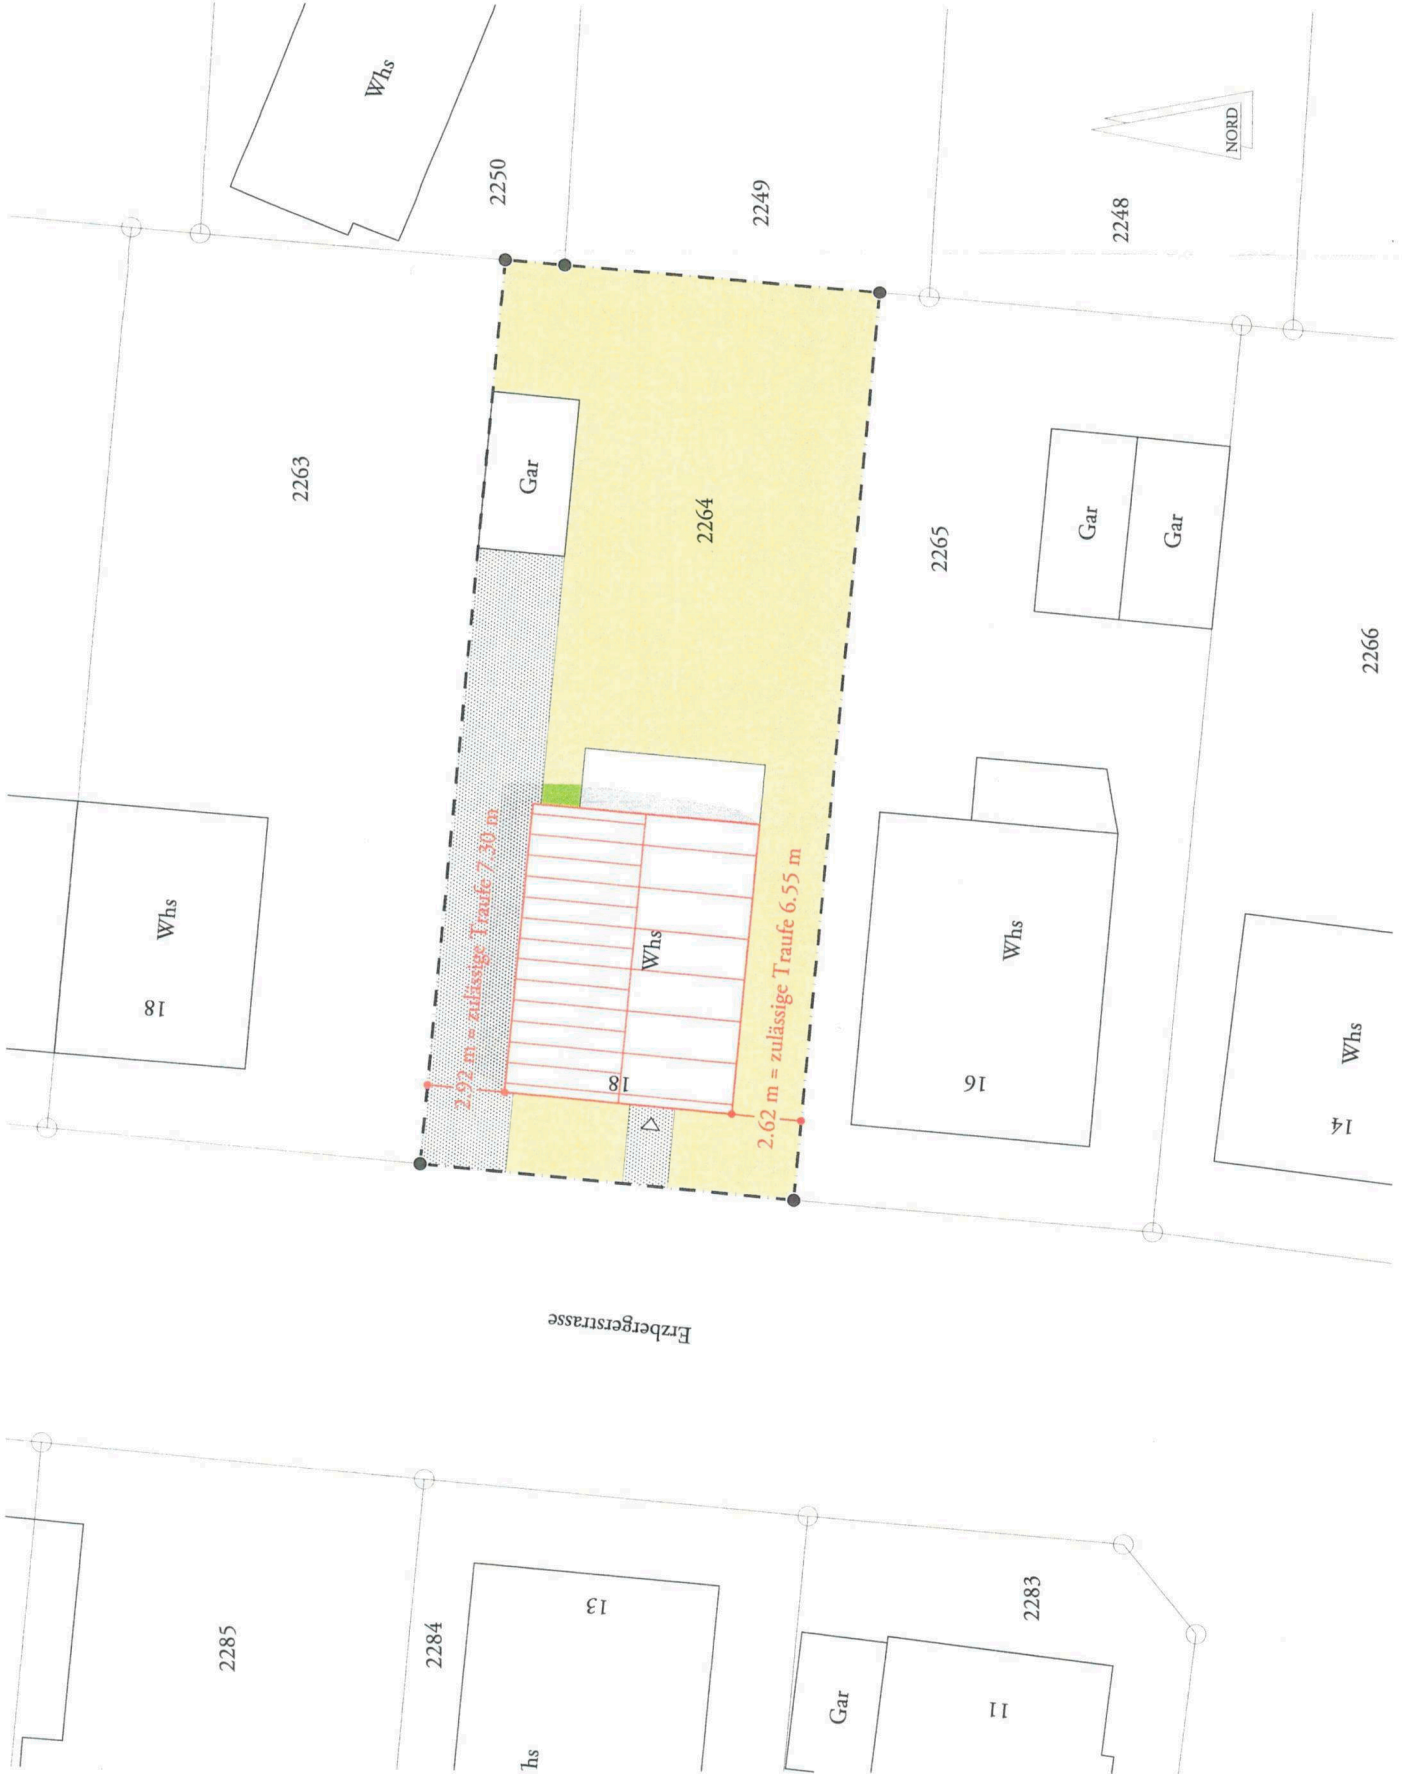 Whs
2250
2249
2248
NORD
2263
Gar
2264
2265
Gar
Gar
2266
2.92 m = zulässige Traufe 7.30 m
2.62 m = zulässige Traufe 6.55 m
Whs
18
Whs
18
Whs
16
Whs
14
Erzbergerstrasse
2285
2284
13
hs
2283
Gar
11